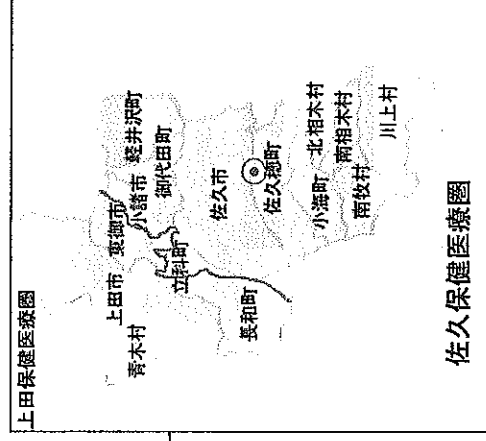 上田保健医療圏
上田市 東御市 小諸市 軽井沢町
青木村 立科町 御代田町
長和町 佐久市
佐久穂町
小海町 北相木村
南牧村 南相木村
川上村
佐久保健医療圏